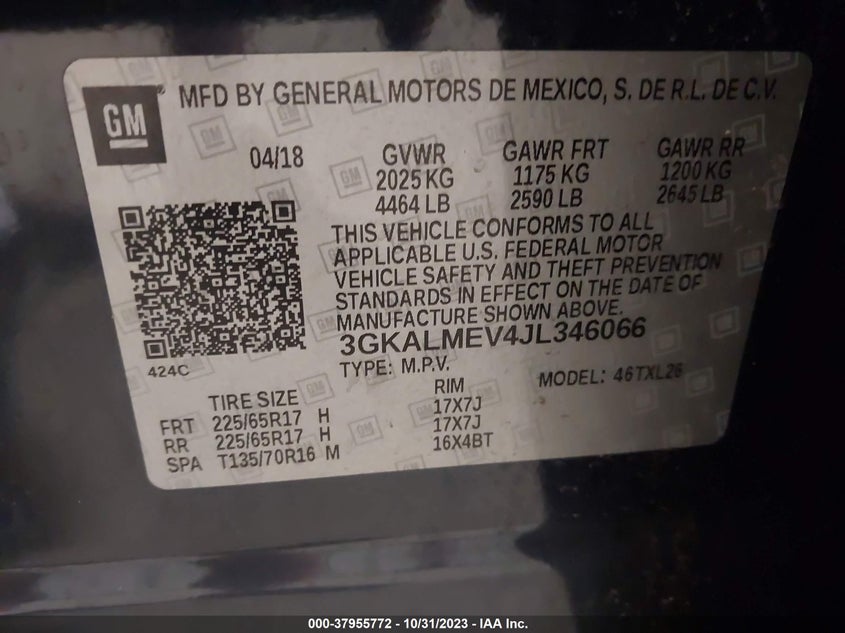 GM
MFD BY GENERAL MOTORS DE MEXICO, S. DE R.L. DE C.V.
04/18 GVWR GAWR FRT GAWR RR
2025 KG 1175 KG 1200 KG
4464 LB 2590 LB 2645 LB
THIS VEHICLE CONFORMS TO ALL
APPLICABLE U.S. FEDERAL MOTOR
VEHICLE SAFETY AND THEFT PREVENTION
STANDARDS IN EFFECT ON THE DATE OF
MANUFACTURE SHOWN ABOVE.
3GKALMEV4JL346066
424C
TYPE: M.P.V. MODEL: 46TXL26
TIRE SIZE RIM
FRT 225/65R17 H 17X7J
RR 225/65R17 H 17X7J
SPA T135/70R16 M 16X4BT
000-37955772 - 10/31/2023 - IAA Inc.